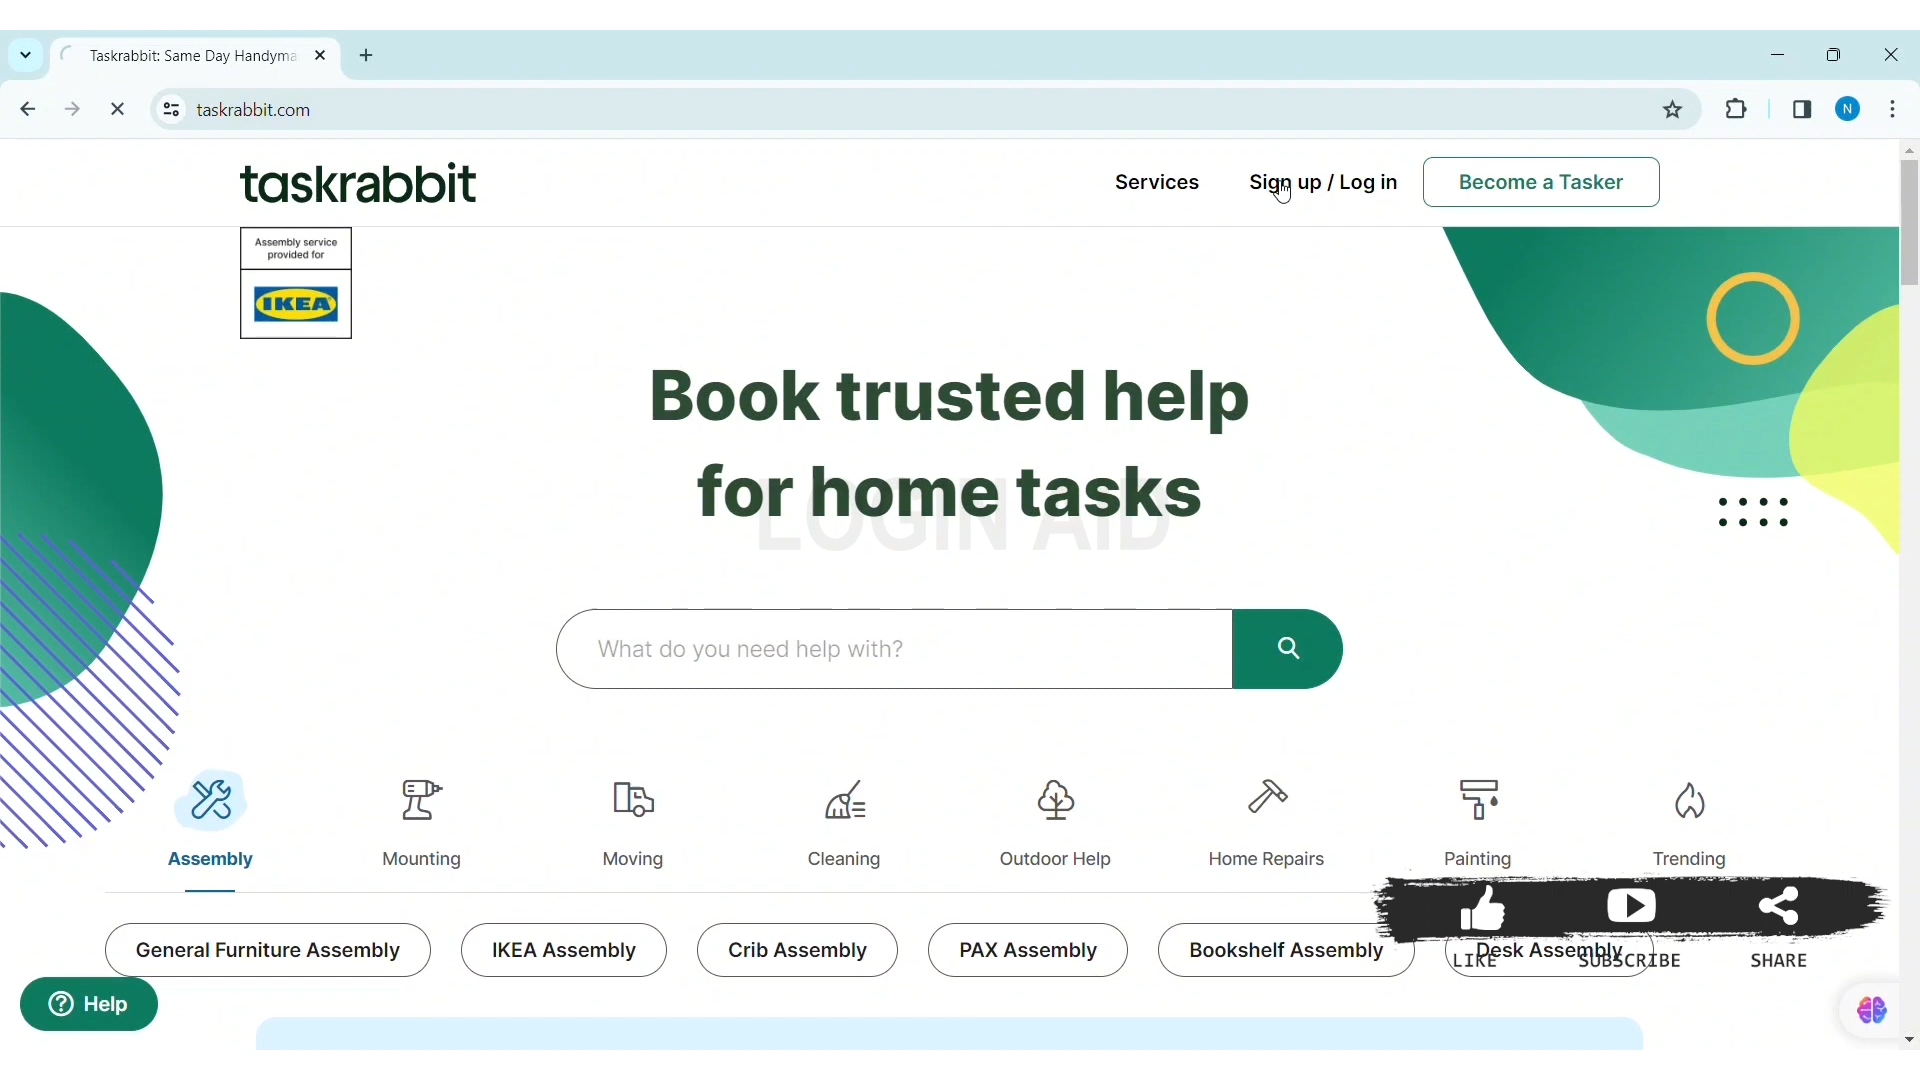 Taskrabbit: Same Day Handyma
taskrabbit.com
N
taskrabbit
Services
Sign up / Log in
Become a Tasker
Assembly service
provided for
IKEA
Book trusted help
for home tasks
LOGIN AID
What do you need help with?
Assembly
Mounting
Moving
Cleaning
Outdoor Help
Home Repairs
Painting
Trending
General Furniture Assembly
IKEA Assembly
Crib Assembly
PAX Assembly
Bookshelf Assembly
Desk Assembly
LIKE
SUBSCRIBE
SHARE
Help